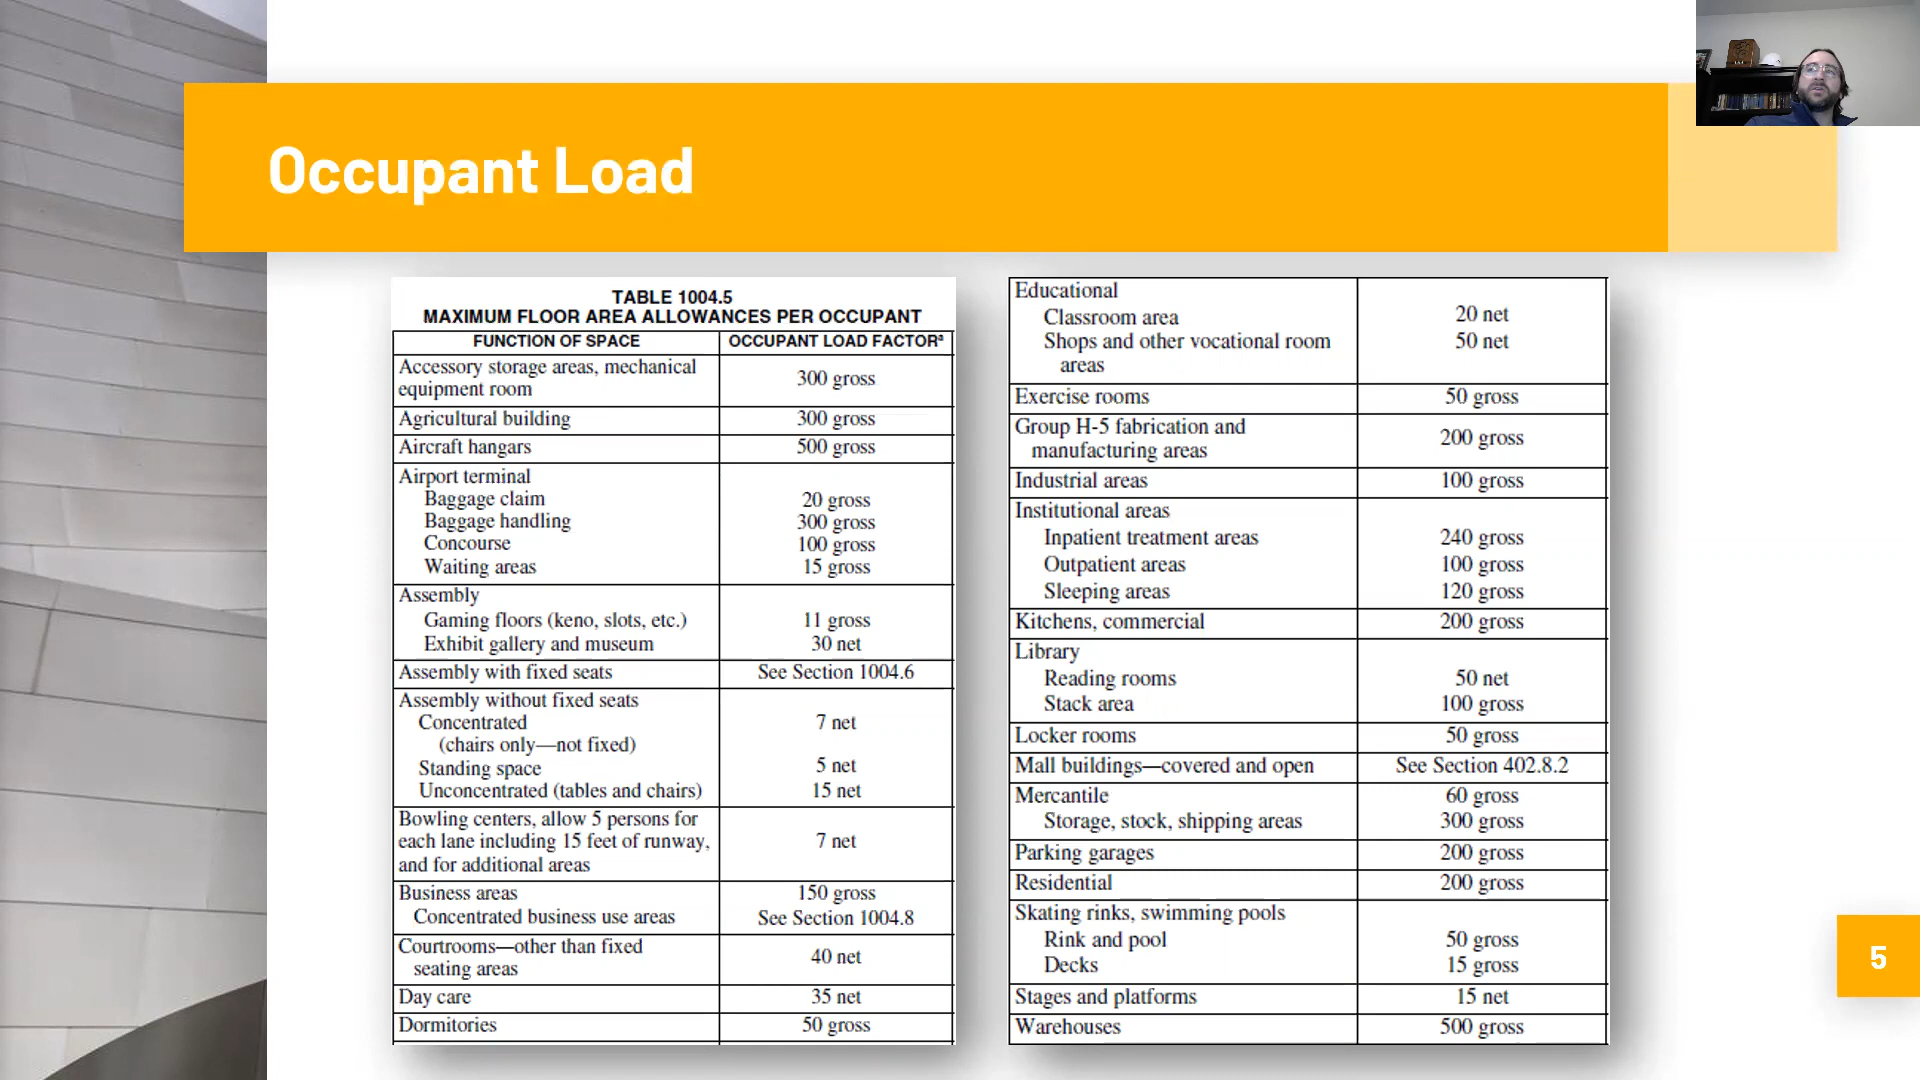 Occupant Load
TABLE 1004.5
MAXIMUM FLOOR AREA ALLOWANCES PER OCCUPANT
FUNCTION OF SPACE OCCUPANT LOAD FACTORᵃ
Accessory storage areas, mechanical
equipment room 300 gross
Agricultural building 300 gross
Aircraft hangars 500 gross
Airport terminal
Baggage claim 20 gross
Baggage handling 300 gross
Concourse 100 gross
Waiting areas 15 gross
Assembly
Gaming floors (keno, slots, etc.) 11 gross
Exhibit gallery and museum 30 net
Assembly with fixed seats See Section 1004.6
Assembly without fixed seats
Concentrated 7 net
(chairs only—not fixed)
Standing space 5 net
Unconcentrated (tables and chairs) 15 net
Bowling centers, allow 5 persons for
each lane including 15 feet of runway, 7 net
and for additional areas
Business areas 150 gross
Concentrated business use areas See Section 1004.8
Courtrooms—other than fixed
seating areas 40 net
Day care 35 net
Dormitories 50 gross
Educational
Classroom area 20 net
Shops and other vocational room 50 net
areas
Exercise rooms 50 gross
Group H-5 fabrication and
manufacturing areas 200 gross
Industrial areas 100 gross
Institutional areas
Inpatient treatment areas 240 gross
Outpatient areas 100 gross
Sleeping areas 120 gross
Kitchens, commercial 200 gross
Library
Reading rooms 50 net
Stack area 100 gross
Locker rooms 50 gross
Mall buildings—covered and open See Section 402.8.2
Mercantile 60 gross
Storage, stock, shipping areas 300 gross
Parking garages 200 gross
Residential 200 gross
Skating rinks, swimming pools
Rink and pool 50 gross
Decks 15 gross
Stages and platforms 15 net
Warehouses 500 gross
5